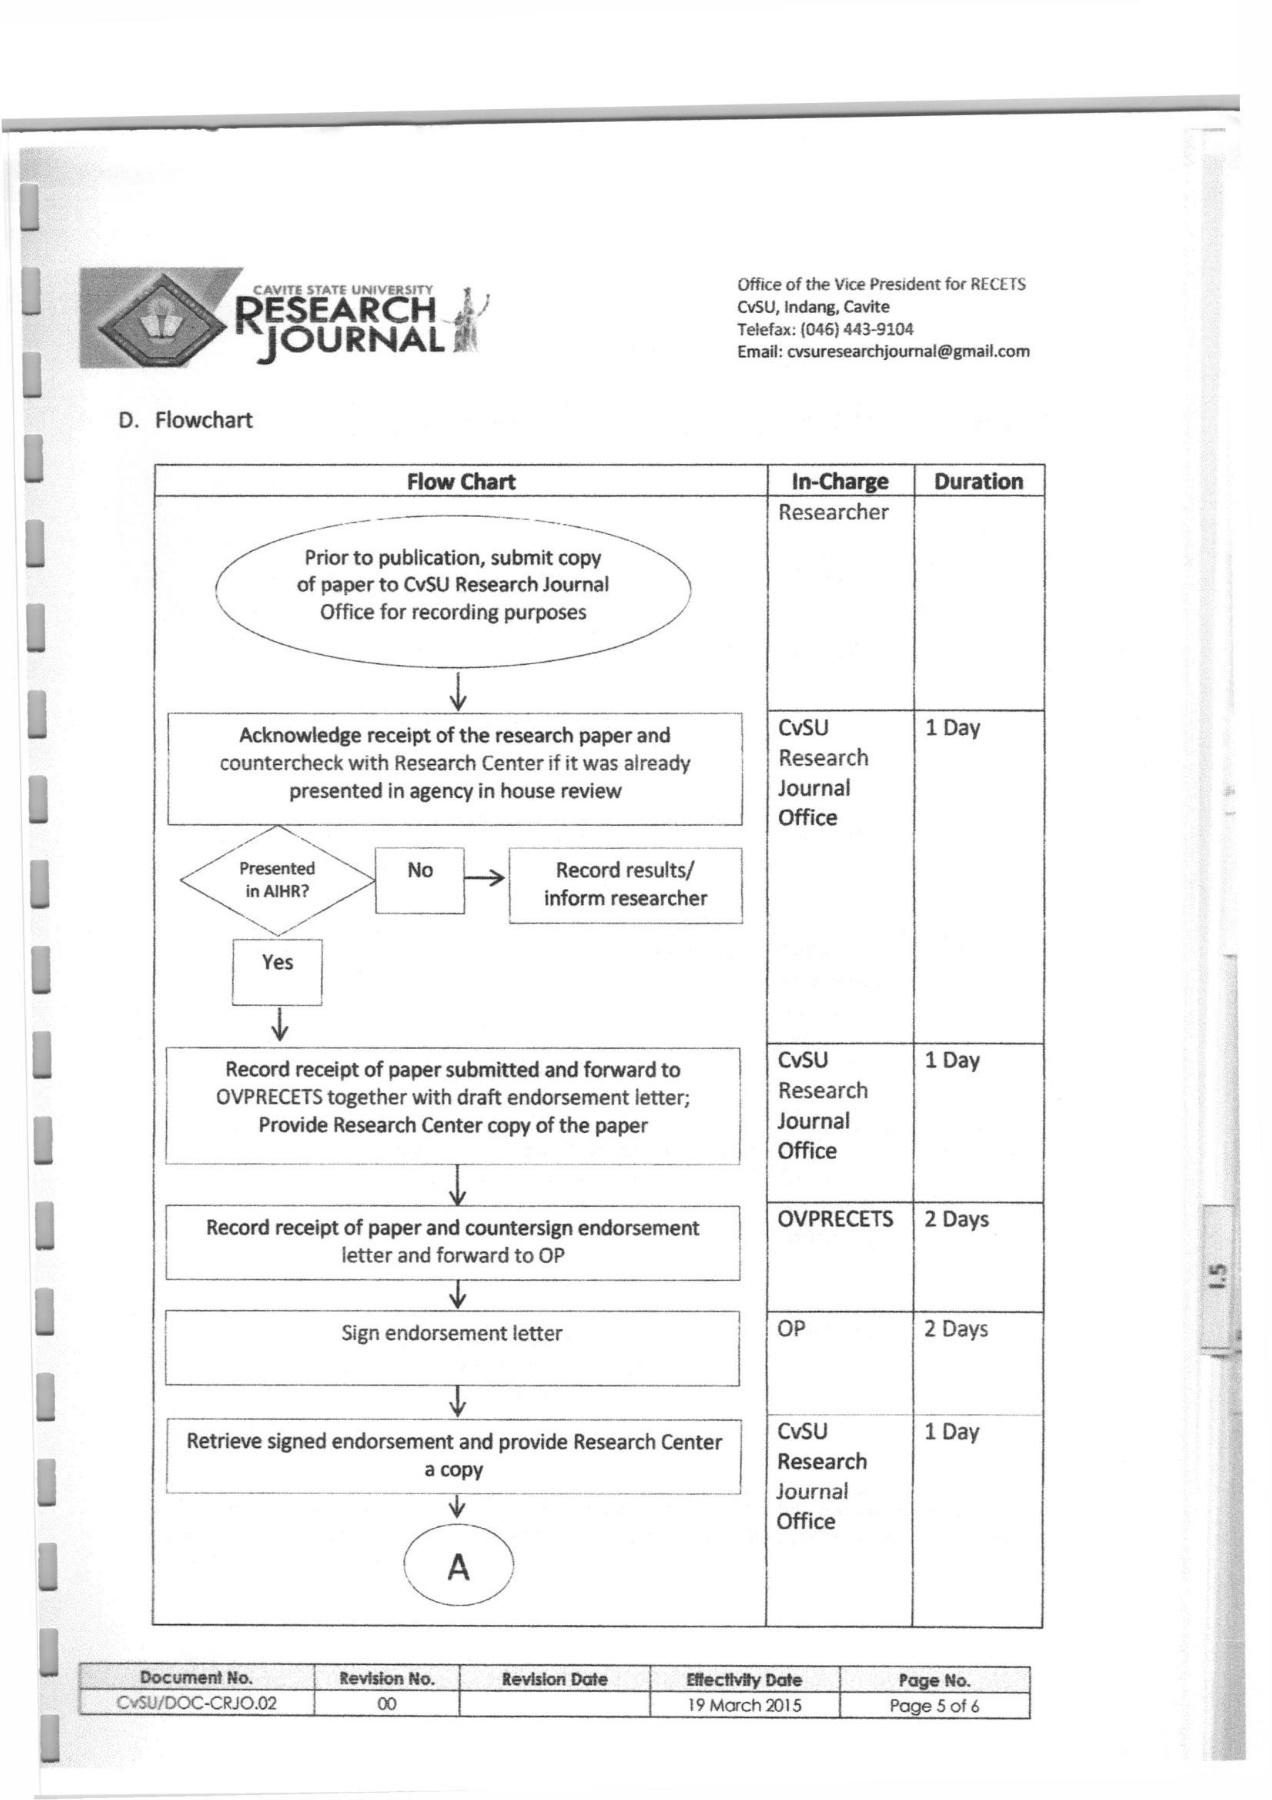 CAVITE STATE UNIVERSITY
RESEARCH
JOURNAL
Office of the Vice President for RECETS
CvSU, Indang, Cavite
Telefax: (046) 443-9104
Email: cvsuresearchjournal@gmail.com
D. Flowchart
Flow Chart In-Charge Duration
Researcher
Prior to publication, submit copy
of paper to CvSU Research Journal
Office for recording purposes
Acknowledge receipt of the research paper and
countercheck with Research Center if it was already
presented in agency in house review
CvSU
Research
Journal
Office
1 Day
Presented
in AIHR?
No
Record results/
inform researcher
Yes
Record receipt of paper submitted and forward to
OVPRECETS together with draft endorsement letter;
Provide Research Center copy of the paper
CvSU
Research
Journal
Office
1 Day
Record receipt of paper and countersign endorsement
letter and forward to OP
OVPRECETS
2 Days
Sign endorsement letter
OP
2 Days
Retrieve signed endorsement and provide Research Center
a copy
CvSU
Research
Journal
Office
1 Day
A
Document No. Revision No. Revision Date Effectivity Date Page No.
CvSU/DOC-CRJO.02 00 19 March 2015 Page 5 of 6
1.5